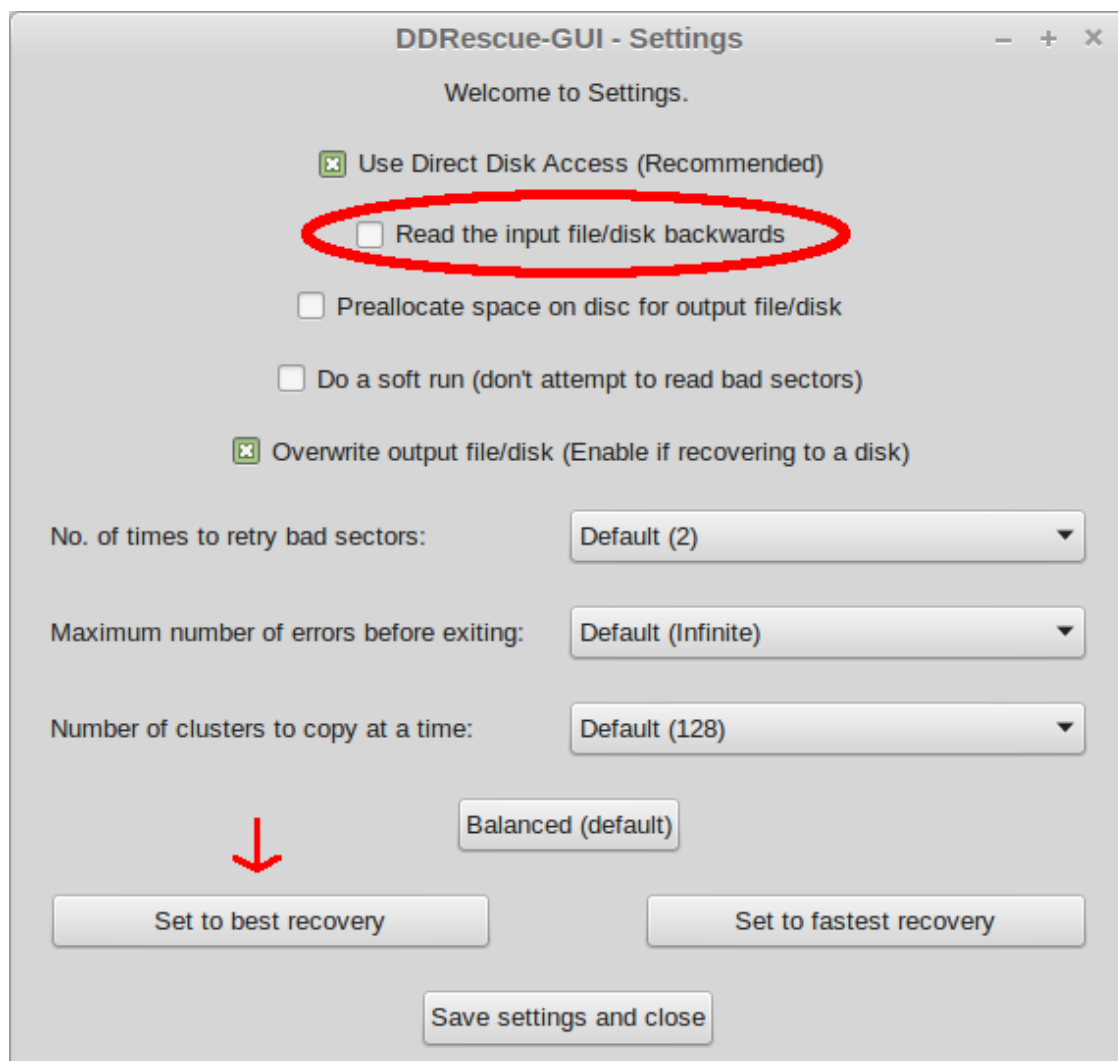 DDRescue-GUI - Settings
Welcome to Settings.
Use Direct Disk Access (Recommended)
Read the input file/disk backwards
Preallocate space on disc for output file/disk
Do a soft run (don't attempt to read bad sectors)
Overwrite output file/disk (Enable if recovering to a disk)
No. of times to retry bad sectors: Default (2)
Maximum number of errors before exiting: Default (Infinite)
Number of clusters to copy at a time: Default (128)
Balanced (default)
Set to best recovery Set to fastest recovery
Save settings and close